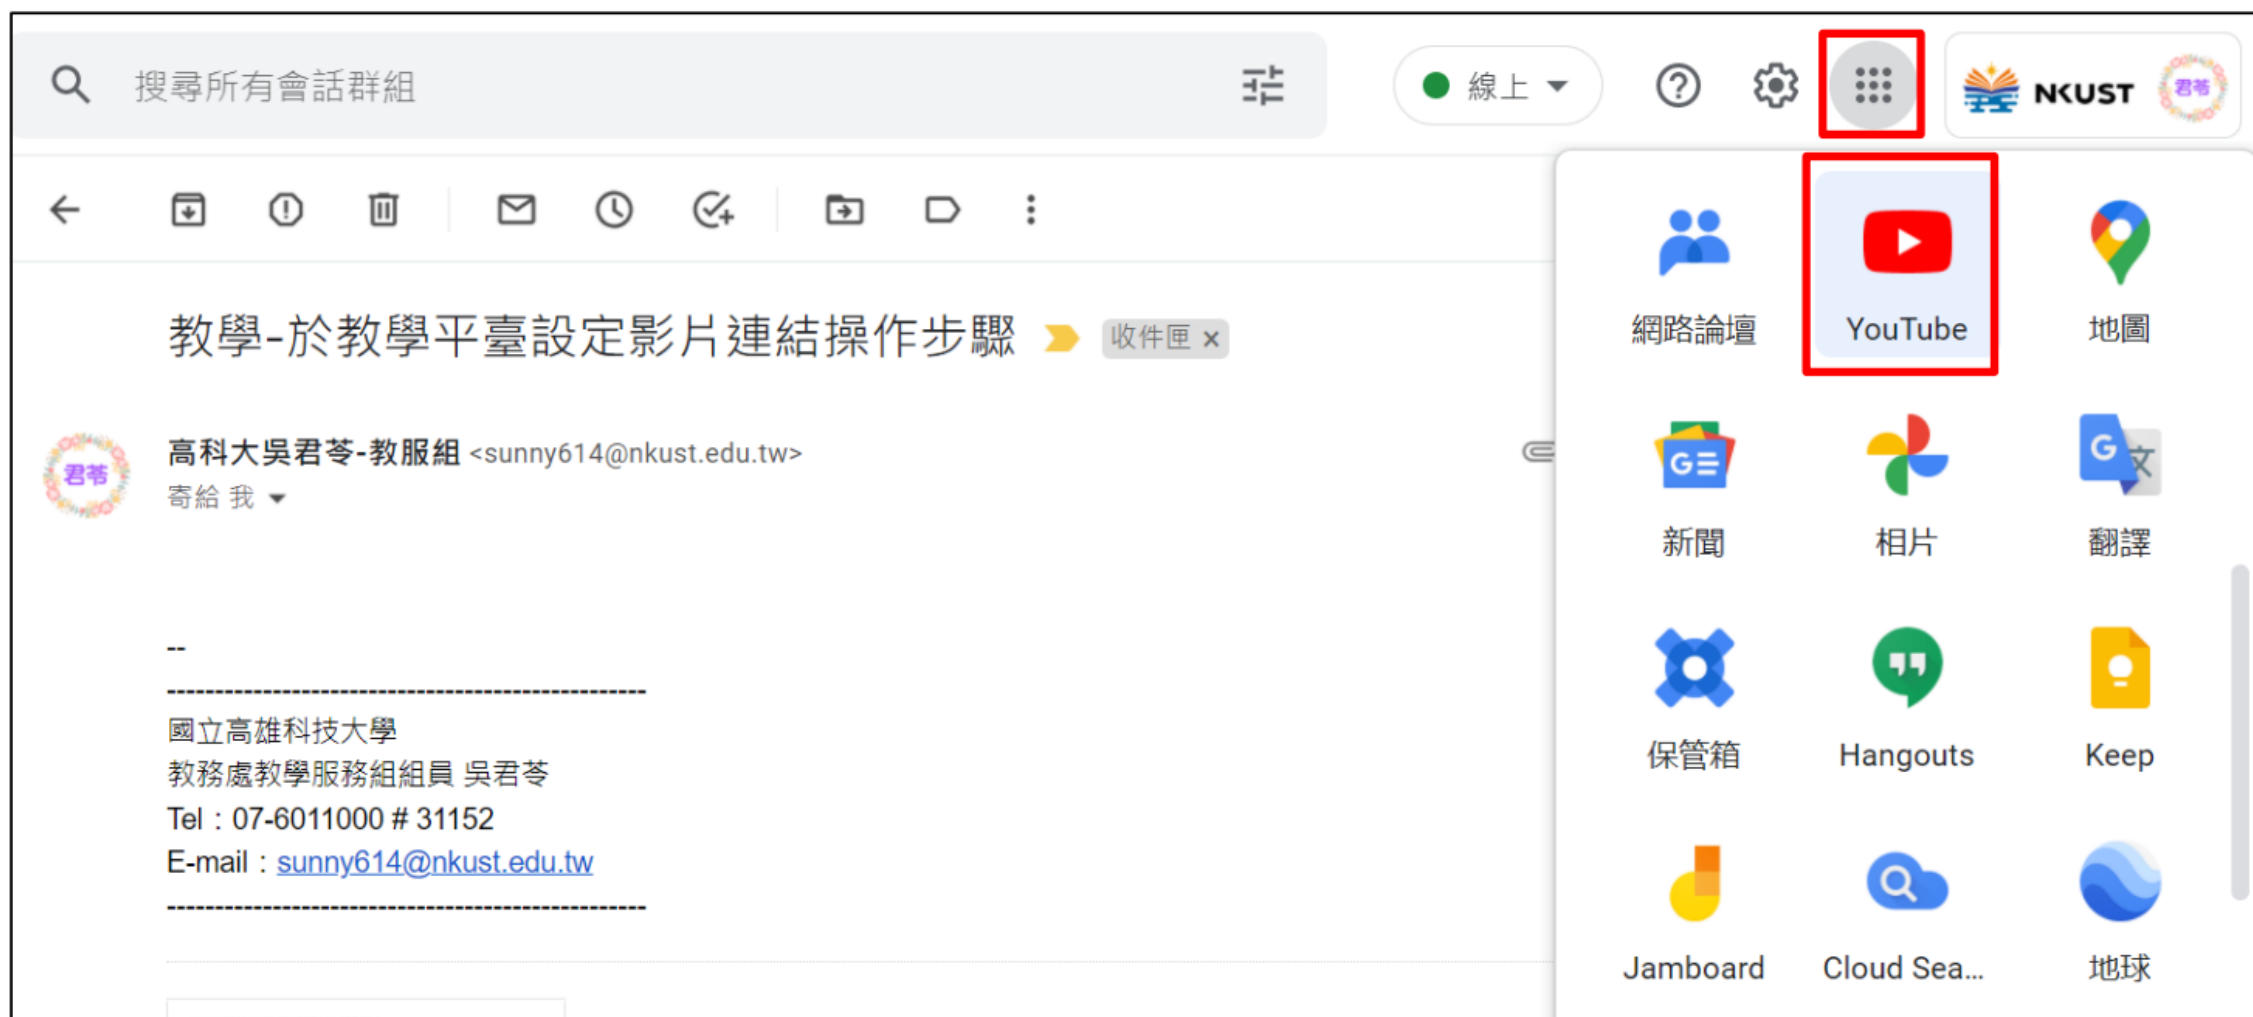 搜尋所有會話群組
線上
NKUST
君苓
教學-於教學平臺設定影片連結操作步驟
收件匣 x
君苓
高科大吳君苓-教服組 <sunny614@nkust.edu.tw>
寄給 我
--
--------------------------------------------------
國立高雄科技大學
教務處教學服務組組員 吳君苓
Tel：07-6011000 # 31152
E-mail：sunny614@nkust.edu.tw
--------------------------------------------------
網路論壇
YouTube
地圖
GE
G 文
新聞
相片
翻譯
保管箱
Hangouts
Keep
Jamboard
Cloud Sea...
地球